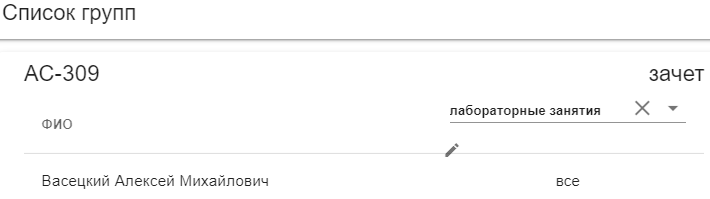 Список групп
АС-309 зачет
ФИО лабораторные занятия
Васецкий Алексей Михайлович все